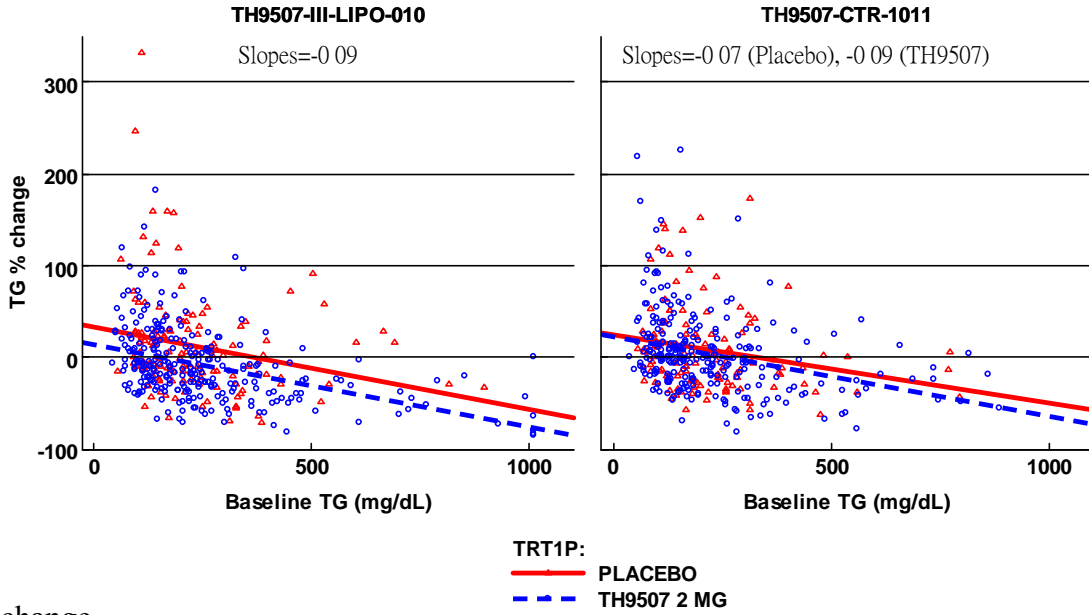 TH9507-III-LIPO-010
TH9507-CTR-1011
Slopes=-0 09
Slopes=-0 07 (Placebo), -0 09 (TH9507)
TG % change
300
200
100
0
-100
0
500
1000
0
500
1000
Baseline TG (mg/dL)
Baseline TG (mg/dL)
TRT1P:
PLACEBO
TH9507 2 MG
change